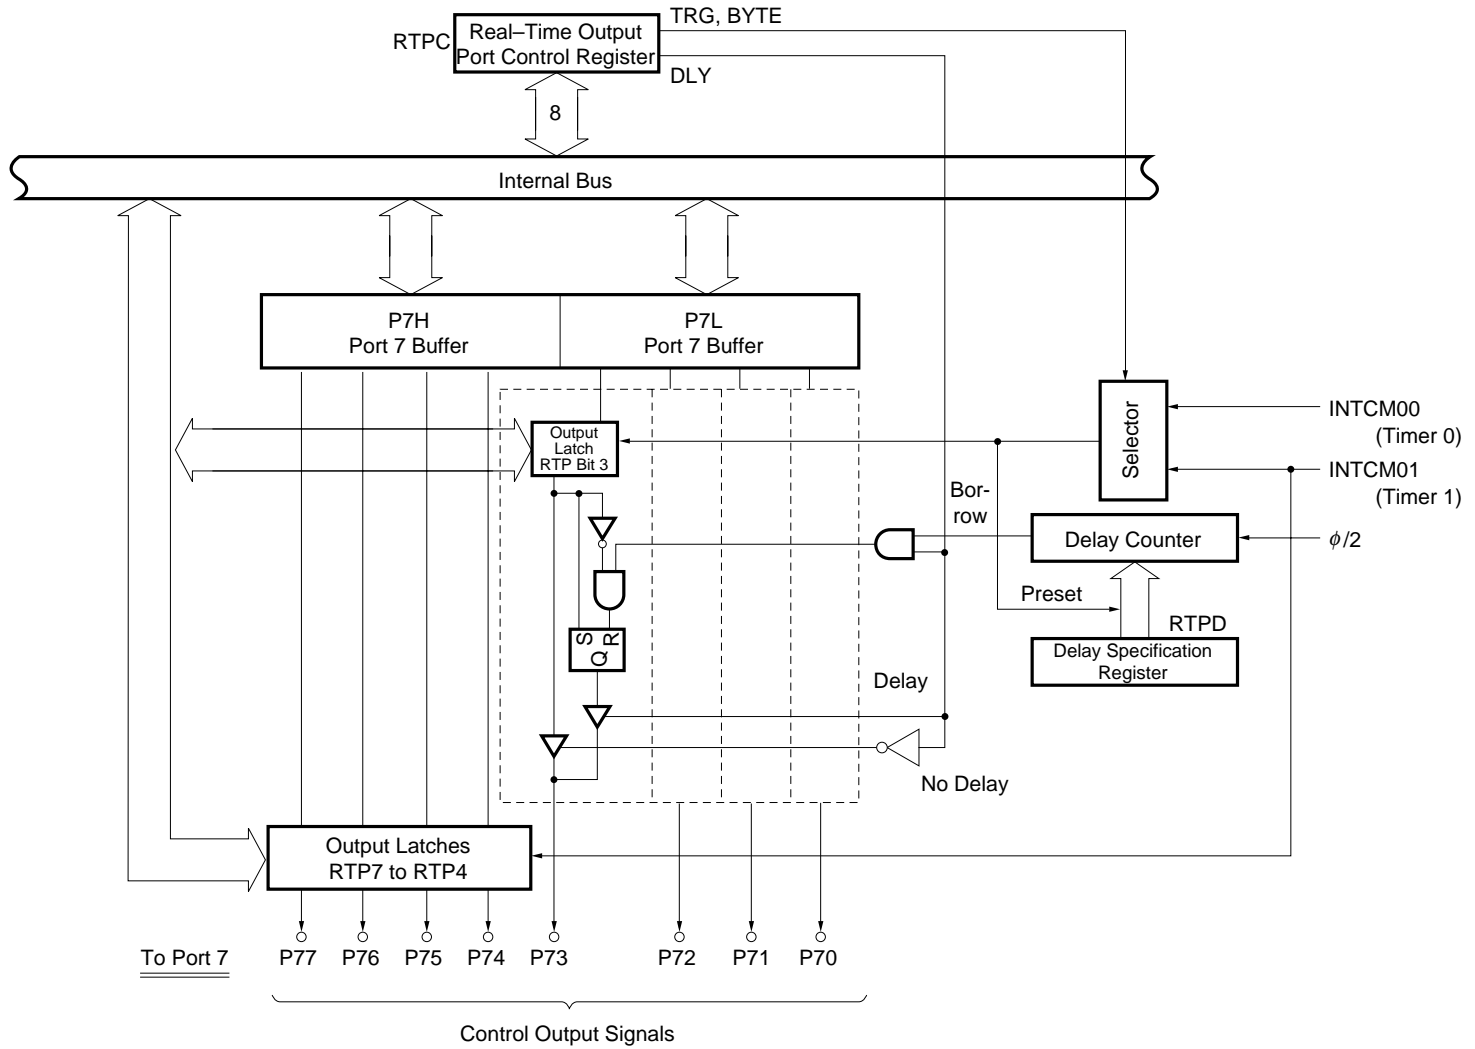 TRG, BYTE
RTPC
Real–Time Output
Port Control Register
DLY
8
Internal Bus
P7H
Port 7 Buffer
P7L
Port 7 Buffer
Output
Latch
RTP Bit 3
Selector
INTCM00
(Timer 0)
INTCM01
(Timer 1)
Bor-
row
Delay Counter
ϕ/2
Preset
RTPD
Delay Specification
Register
S
R
Q
Delay
No Delay
Output Latches
RTP7 to RTP4
To Port 7
P77
P76
P75
P74
P73
P72
P71
P70
Control Output Signals